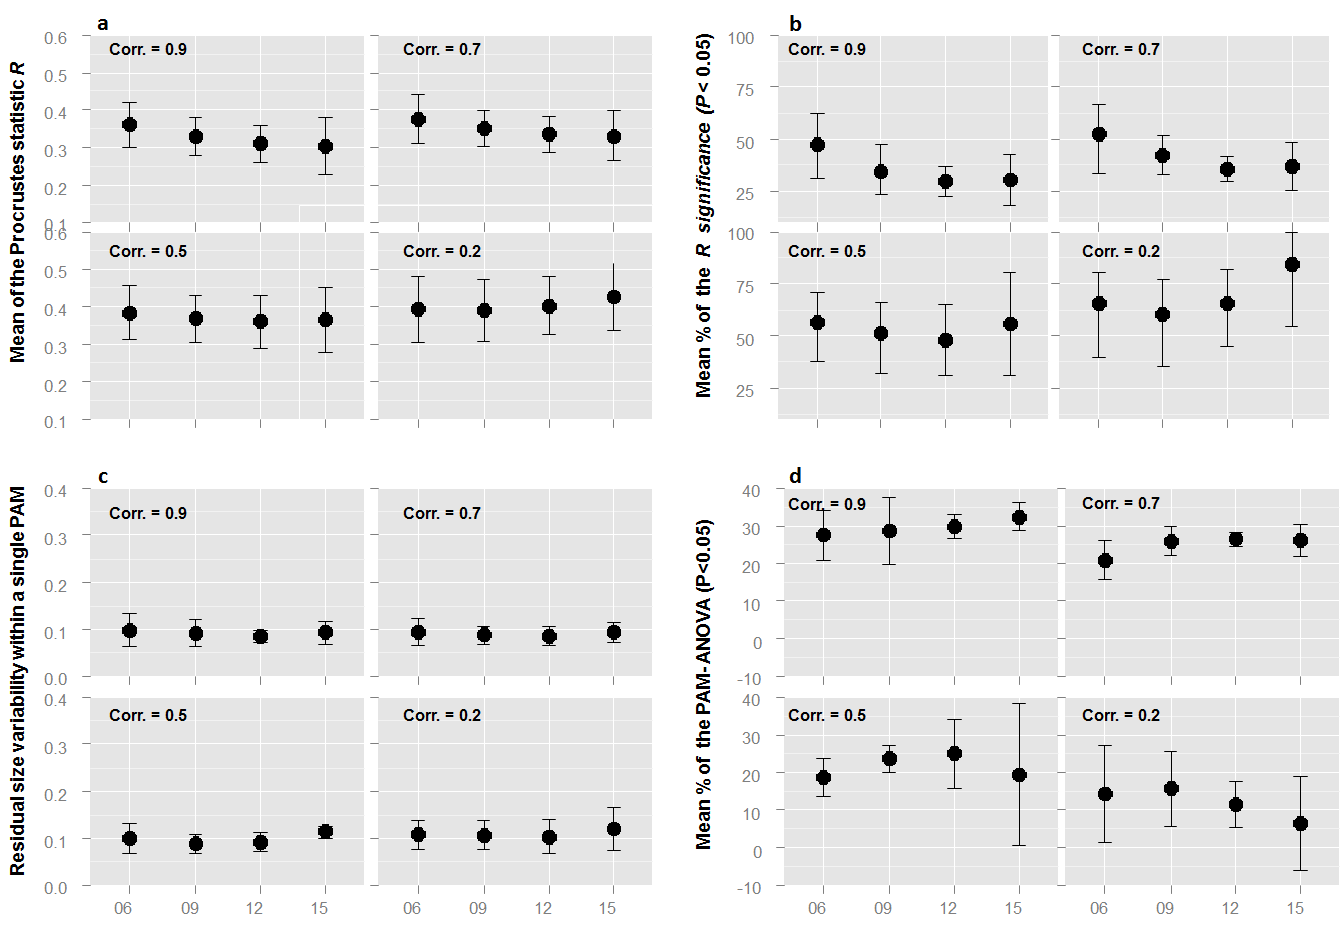 a
Mean of the Procrustes statistic R
0.6
0.5
0.4
0.3
0.2
0.1
Corr. = 0.9
Corr. = 0.7
0.6
0.5
0.4
0.3
0.2
0.1
Corr. = 0.5
Corr. = 0.2
b
Mean % of the R significance (P< 0.05)
100
75
50
25
Corr. = 0.9
Corr. = 0.7
100
75
50
25
Corr. = 0.5
Corr. = 0.2
c
Residual size variability within a single PAM
0.4
0.3
0.2
0.1
0.0
Corr. = 0.9
Corr. = 0.7
0.4
0.3
0.2
0.1
0.0
Corr. = 0.5
Corr. = 0.2
06 09 12 15 06 09 12 15
d
Mean % of the PAM-ANOVA (P<0.05)
40
30
20
10
0
-10
Corr. = 0.9
Corr. = 0.7
40
30
20
10
0
-10
Corr. = 0.5
Corr. = 0.2
06 09 12 15 06 09 12 15